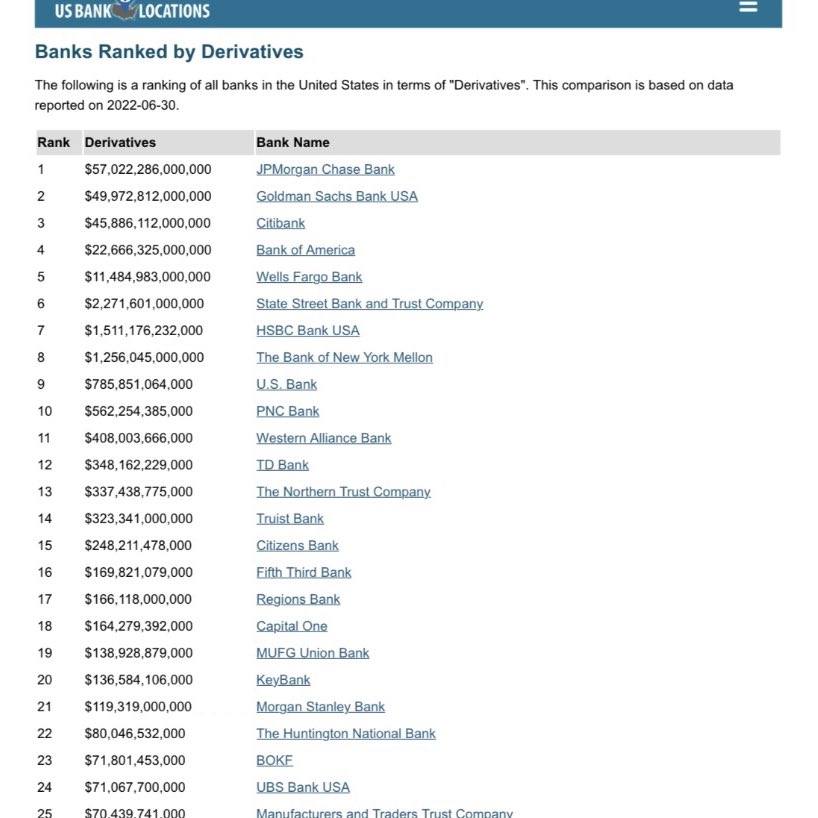 US BANK LOCATIONS
Banks Ranked by Derivatives
The following is a ranking of all banks in the United States in terms of "Derivatives". This comparison is based on data
reported on 2022-06-30.
Rank Derivatives Bank Name
1 $57,022,286,000,000 JPMorgan Chase Bank
2 $49,972,812,000,000 Goldman Sachs Bank USA
3 $45,886,112,000,000 Citibank
4 $22,666,325,000,000 Bank of America
5 $11,484,983,000,000 Wells Fargo Bank
6 $2,271,601,000,000 State Street Bank and Trust Company
7 $1,511,176,232,000 HSBC Bank USA
8 $1,256,045,000,000 The Bank of New York Mellon
9 $785,851,064,000 U.S. Bank
10 $562,254,385,000 PNC Bank
11 $408,003,666,000 Western Alliance Bank
12 $348,162,229,000 TD Bank
13 $337,438,775,000 The Northern Trust Company
14 $323,341,000,000 Truist Bank
15 $248,211,478,000 Citizens Bank
16 $169,821,079,000 Fifth Third Bank
17 $166,118,000,000 Regions Bank
18 $164,279,392,000 Capital One
19 $138,928,879,000 MUFG Union Bank
20 $136,584,106,000 KeyBank
21 $119,319,000,000 Morgan Stanley Bank
22 $80,046,532,000 The Huntington National Bank
23 $71,801,453,000 BOKF
24 $71,067,700,000 UBS Bank USA
25 $70,439,741,000 Manufacturers and Traders Trust Company